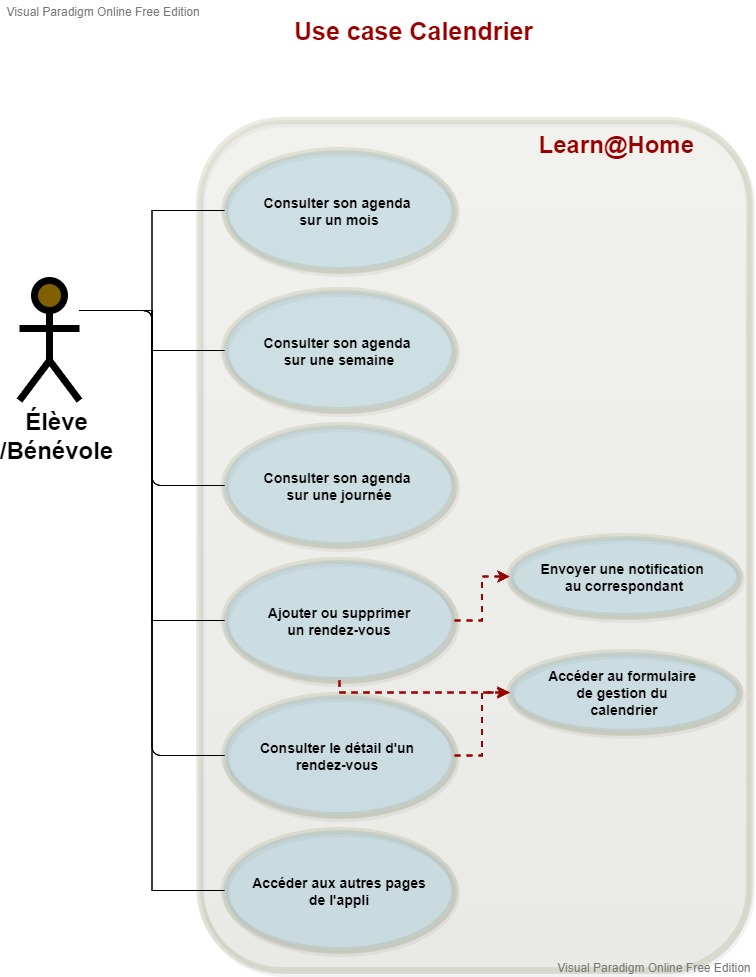 Visual Paradigm Online Free Edition
Use case Calendrier
Learn@Home
Consulter son agenda
sur un mois
Consulter son agenda
sur une semaine
Élève
/Bénévole
Consulter son agenda
sur une journée
Envoyer une notification
au correspondant
Ajouter ou supprimer
un rendez-vous
Accéder au formulaire
de gestion du
calendrier
Consulter le détail d'un
rendez-vous
Accéder aux autres pages
de l'appli
Visual Paradigm Online Free Edition